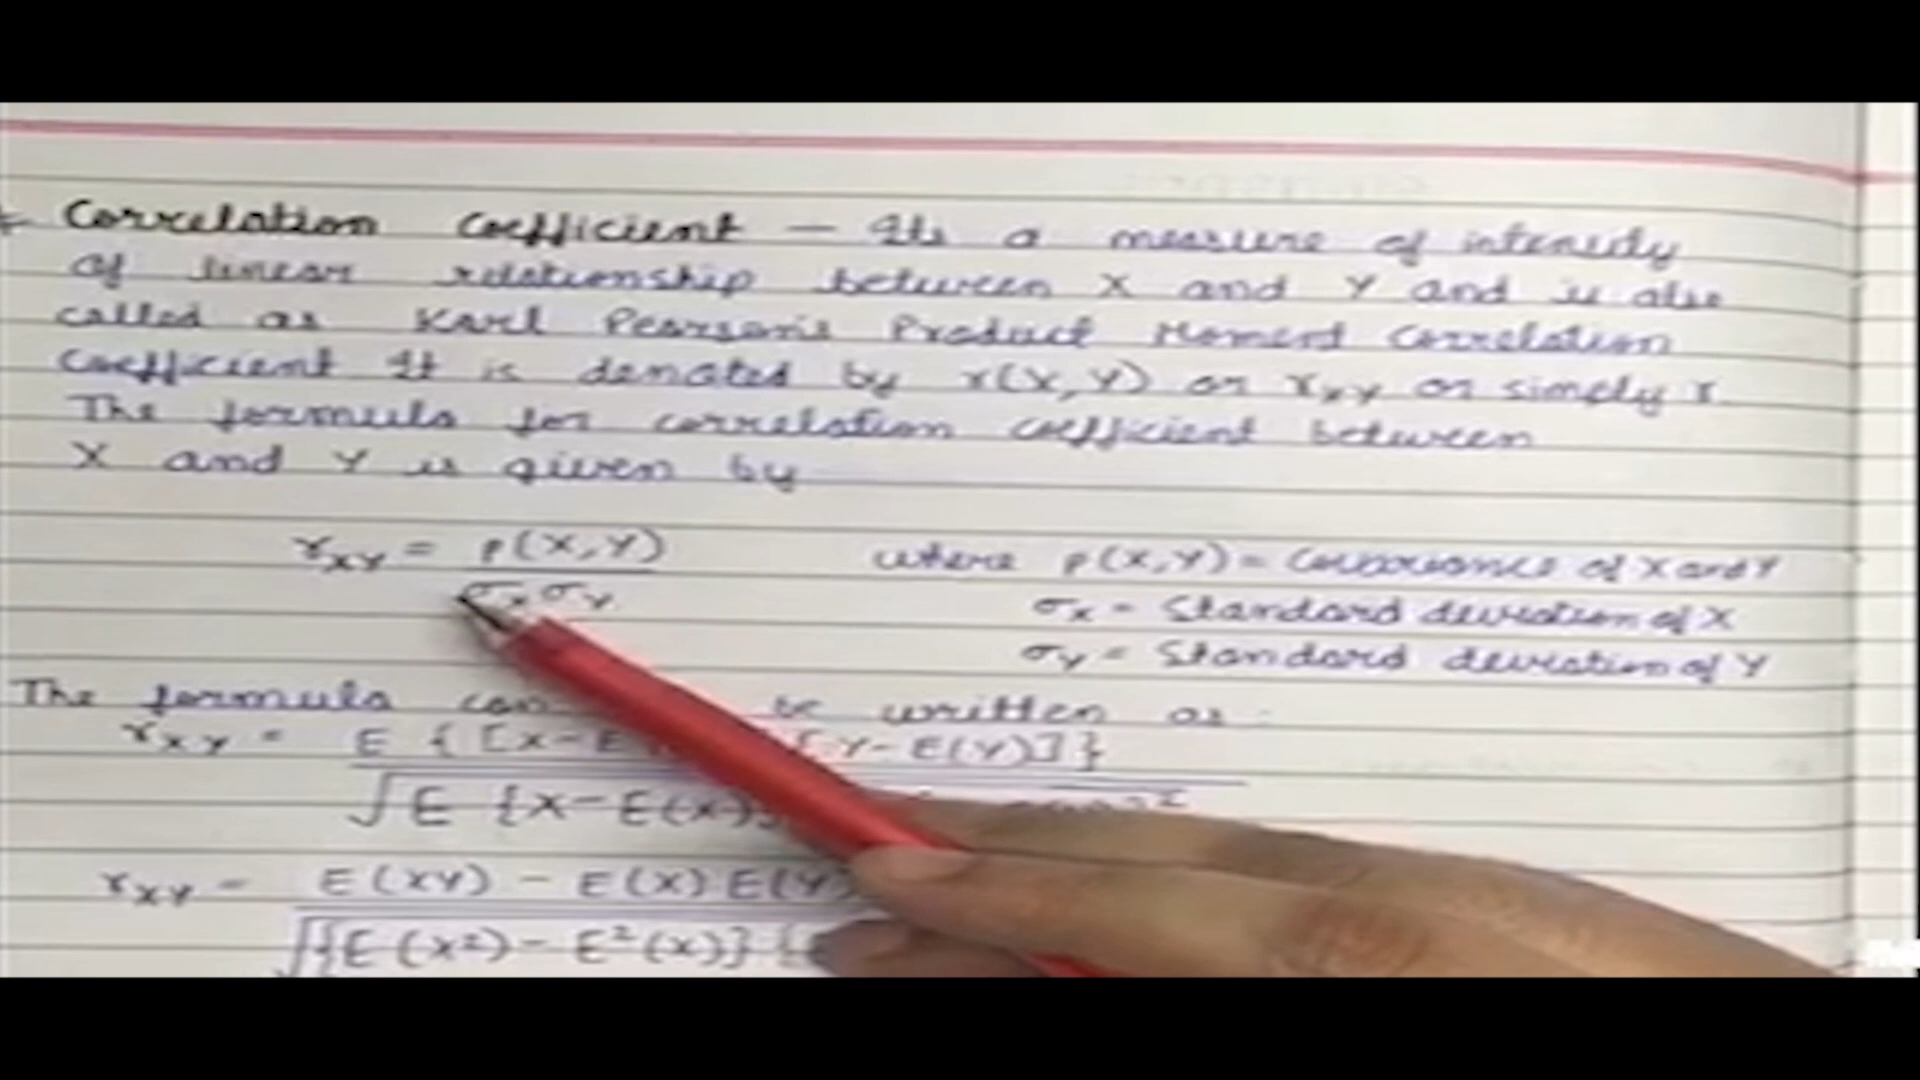 Correlation Coefficient – Its a measure of intensity
of linear relationship between X and Y and is also
called as Karl Pearson's Product Moment Correlation
Coefficient It is denoted by r(X,Y) or rXY or simply r.
The formula for correlation coefficient between
X and Y is given by
rXY = p(X,Y) / σx σy where p(X,Y) = Covariance of X and Y
σx = Standard deviation of X
σy = Standard deviation of Y
The formula can be written as
rXY = E{[X-E [Y-E(Y)]}
√E {X-E(X)
rXY = E(XY) - E(X)E(Y)
√{E(X²) - E²(X)}{